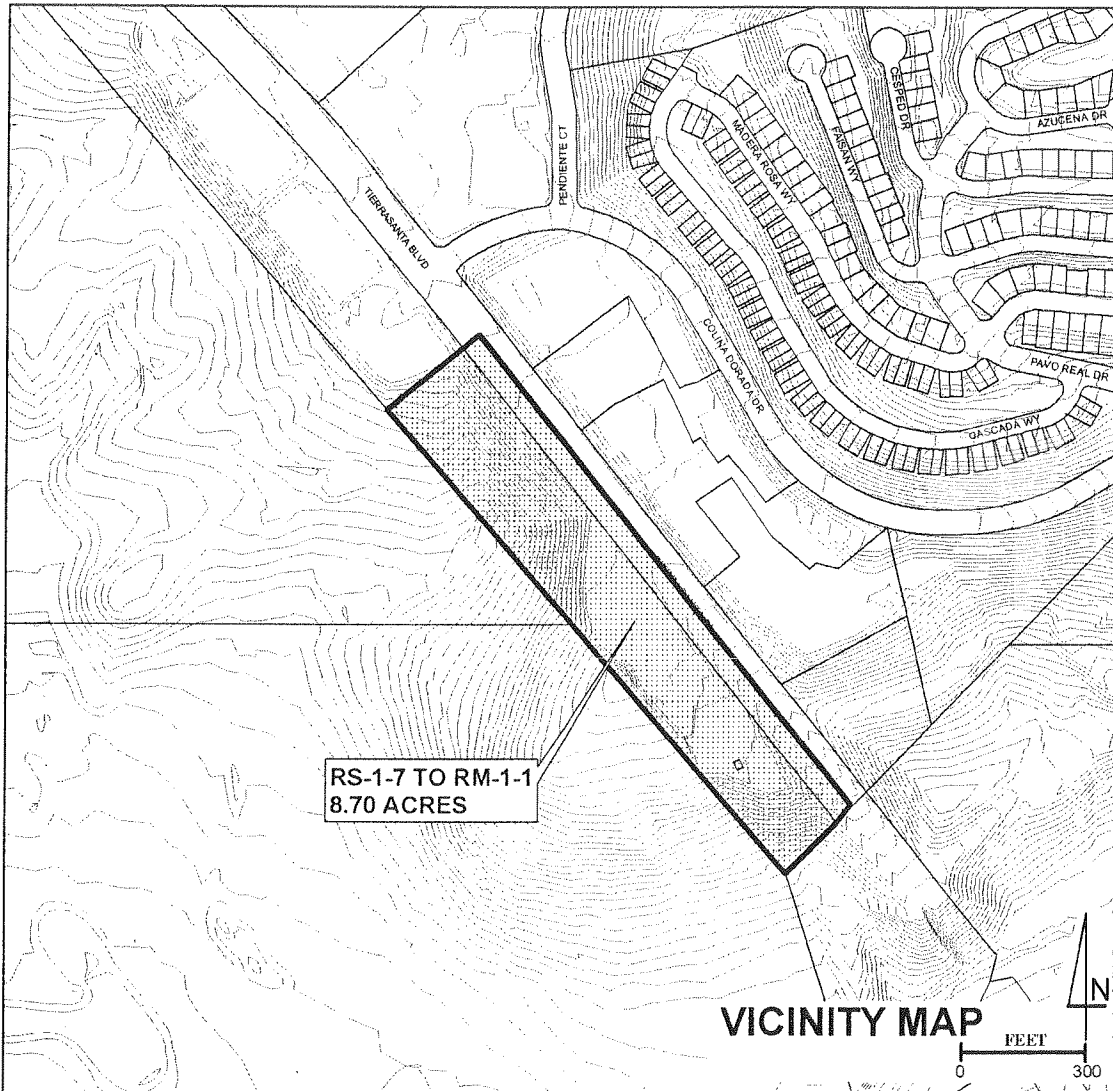 CESPED DR
AZUCENA DR
MADERA ROSA WY
FAISAN WY
PENDIENTE CT
TIERRASANTA BLVD
COLINA DORADA DR
PAVO REAL DR
CASCADA WY
RS-1-7 TO RM-1-1
8.70 ACRES
N
VICINITY MAP
FEET
0 300